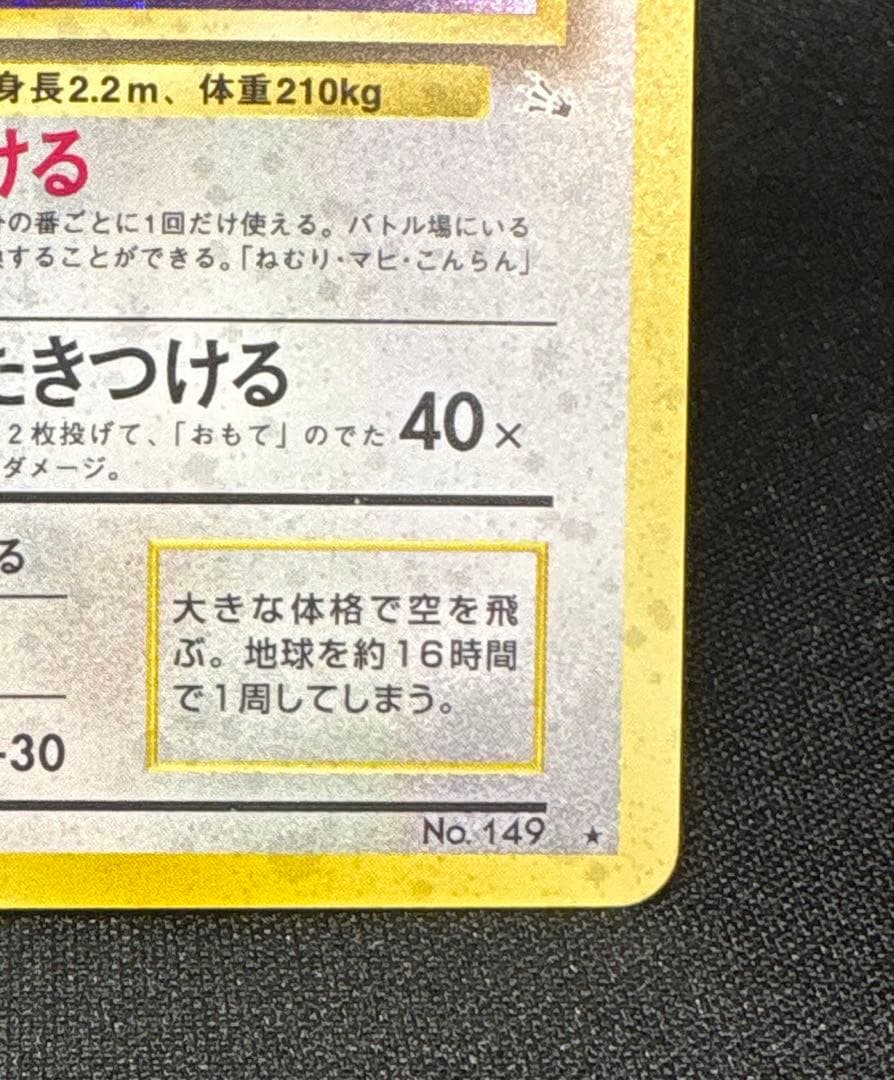 身長2.2m、体重210kg
ける
の番ごとに1回だけ使える。バトル場にいる
することができる。「ねむり・マヒ・こんらん」
たきつける
2枚投げて、「おもて」のでた 40×
ダメージ。
る
大きな体格で空を飛
ぶ。地球を約16時間
で1周してしまう。
-30
No. 149 ★